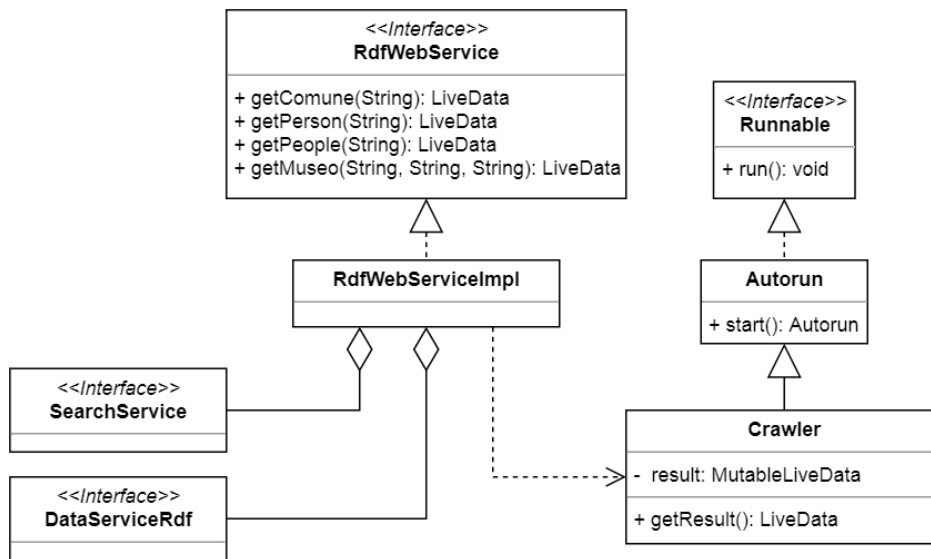 <<Interface>>
RdfWebService
+ getComune(String): LiveData
+ getPerson(String): LiveData
+ getPeople(String): LiveData
+ getMuseo(String, String, String): LiveData
<<Interface>>
Runnable
+ run(): void
RdfWebServiceImpl
Autorun
+ start(): Autorun
<<Interface>>
SearchService
<<Interface>>
DataServiceRdf
Crawler
- result: MutableLiveData
+ getResult(): LiveData